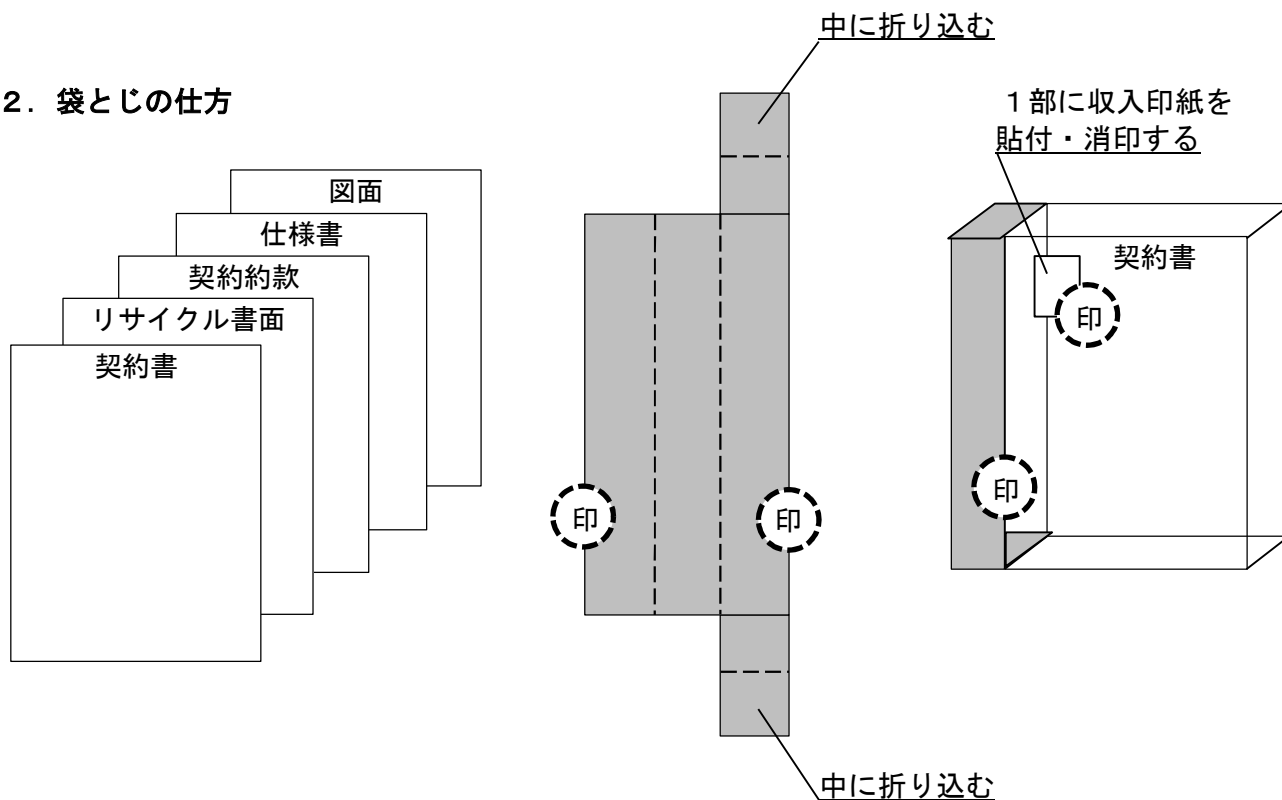 中に折り込む
２．袋とじの仕方
１部に収入印紙を
貼付・消印する
図面
仕様書
契約約款
リサイクル書面
契約書
契約書
印
印
印
印
中に折り込む